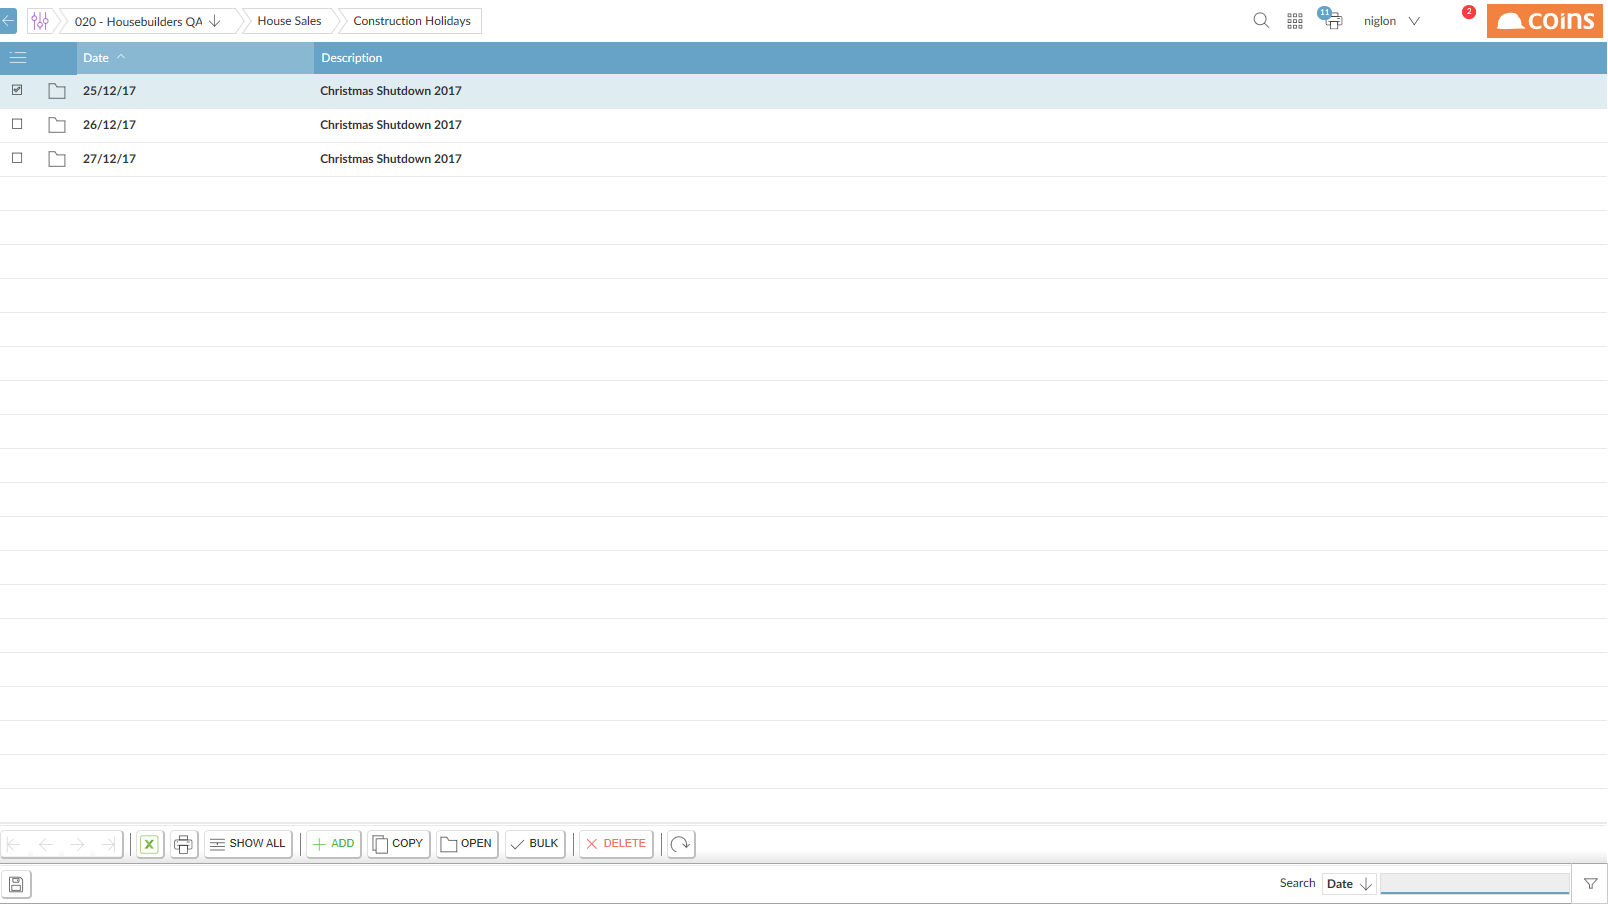 020 - Housebuilders QA House Sales Construction Holidays 11 niglon 2 coins
Date Description
25/12/17 Christmas Shutdown 2017
26/12/17 Christmas Shutdown 2017
27/12/17 Christmas Shutdown 2017
X SHOW ALL ADD COPY OPEN BULK DELETE
Search Date